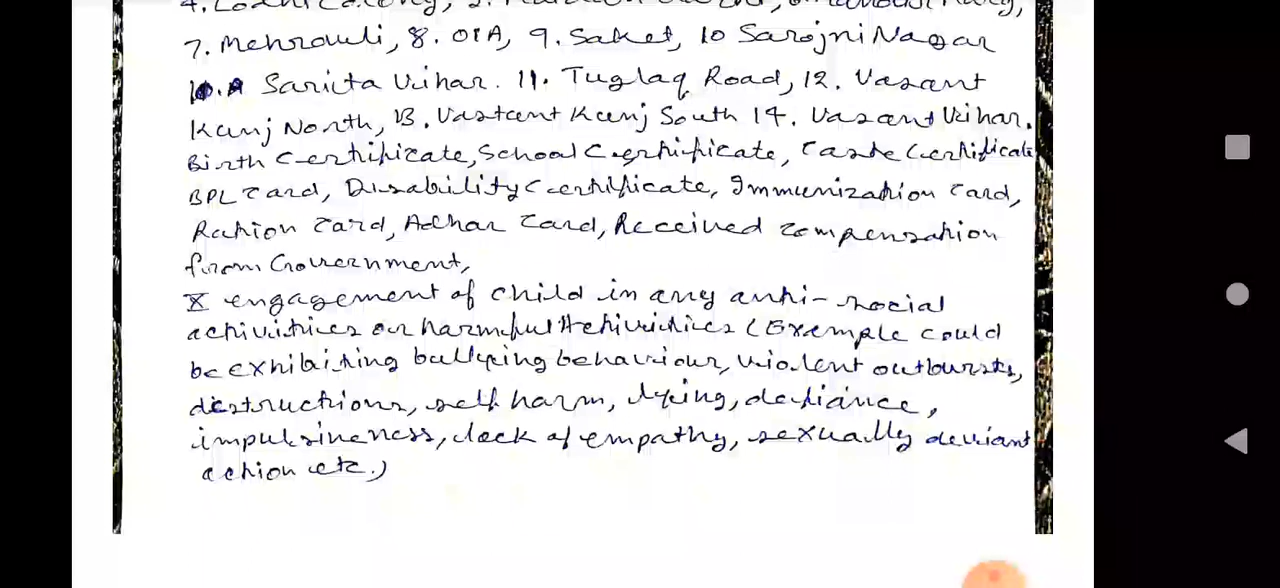 4. Lodhi Colony,
7. Mehrouli, 8. OIA, 9. Saket, 10 Sarojni Nagar
10.A Sarita Vihar. 11. Tuglaq Road, 12. Vasant
Kunj North, 13. Vastant Kunj South 14. Vasant Vihar.
Birth Certificate, School Certificate, Caste Certificate
BPL Card, Disability Certificate, Immunization Card,
Ration Card, Adhar Card, Received Compensation
from Government,
X engagement of child in any anti-social
activities or harmful Activities (Example could
be exhibiting bullying behaviour, violent outbursts,
destructions, self harm, lying, defiance,
impulsiveness, lack of empathy, sexually deviant
action etc.)